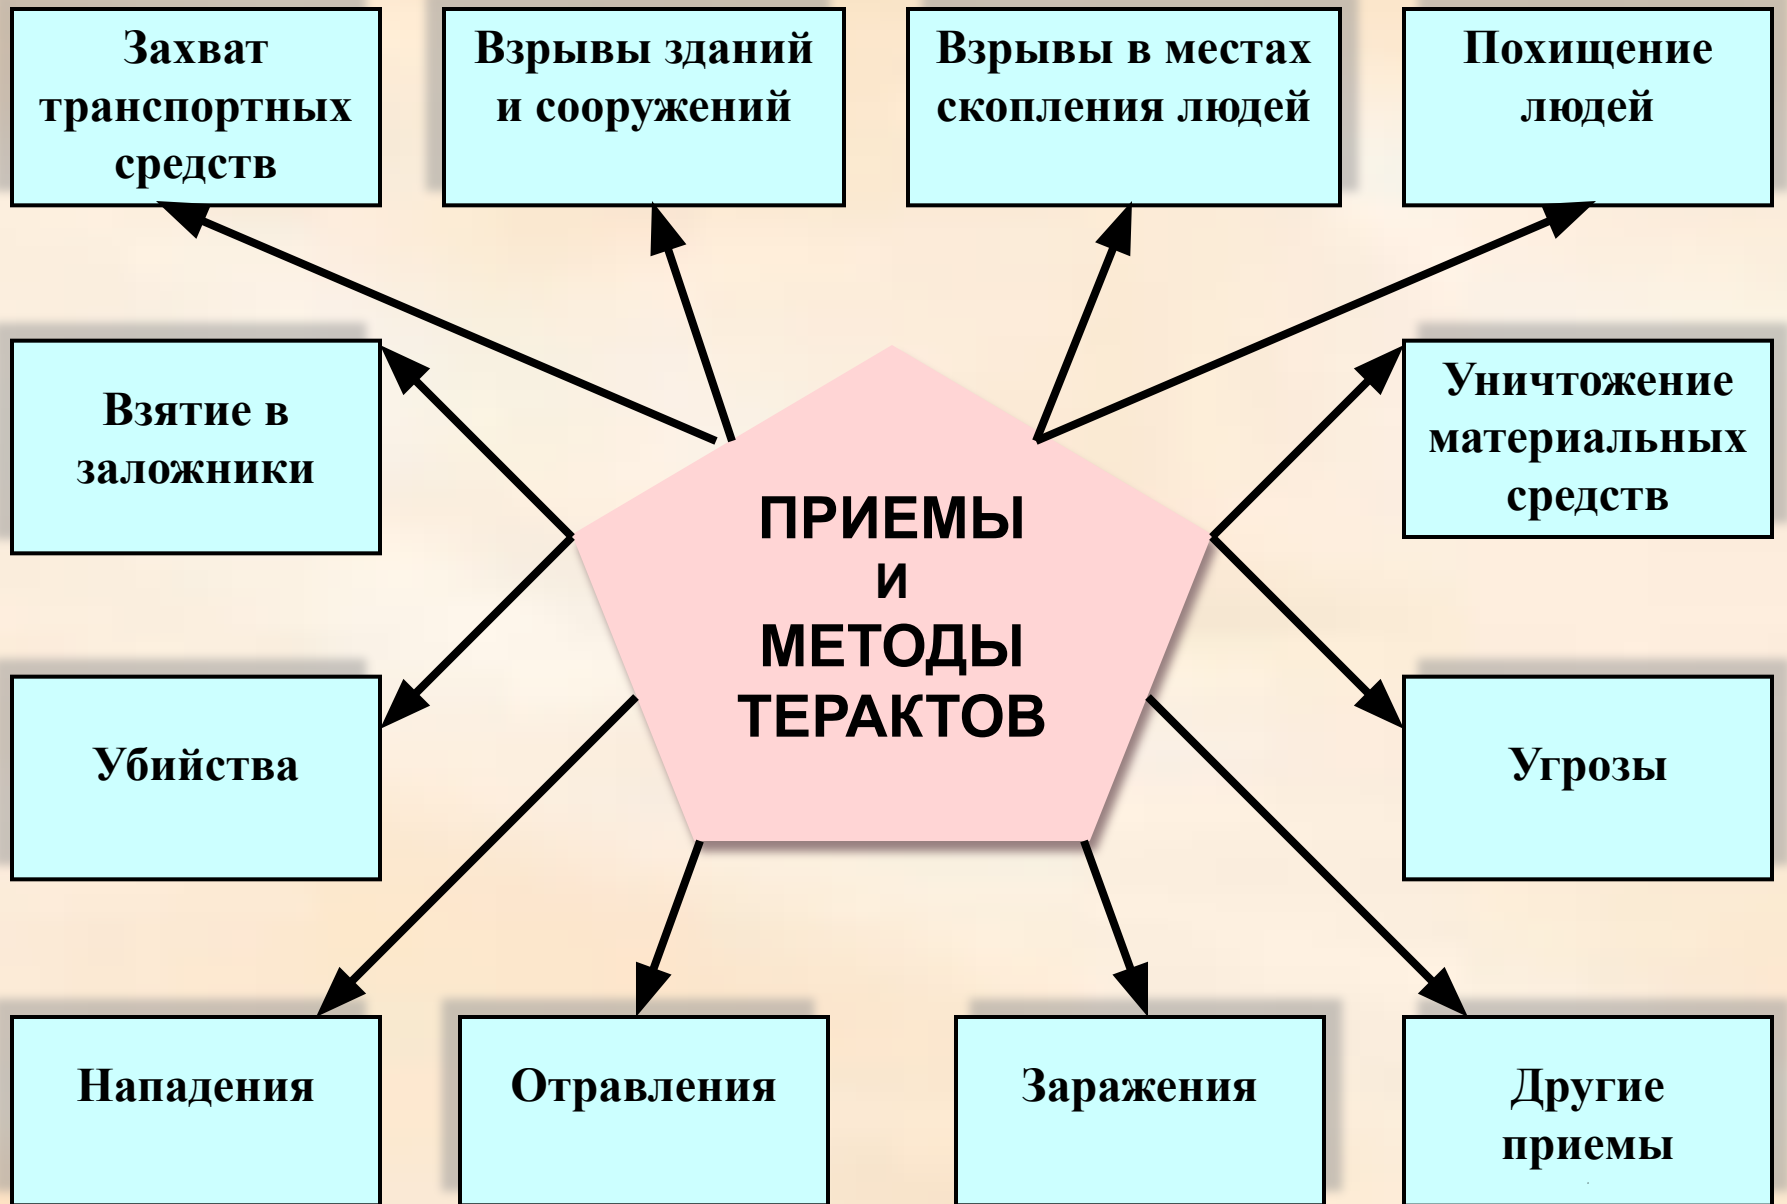 Захват
транспортных
средств
Взрывы зданий
и сооружений
Взрывы в местах
скопления людей
Похищение
людей
Взятие в
заложники
Уничтожение
материальных
средств
ПРИЕМЫ
И
МЕТОДЫ
ТЕРАКТОВ
Убийства
Угрозы
Нападения
Отравления
Заражения
Другие
приемы